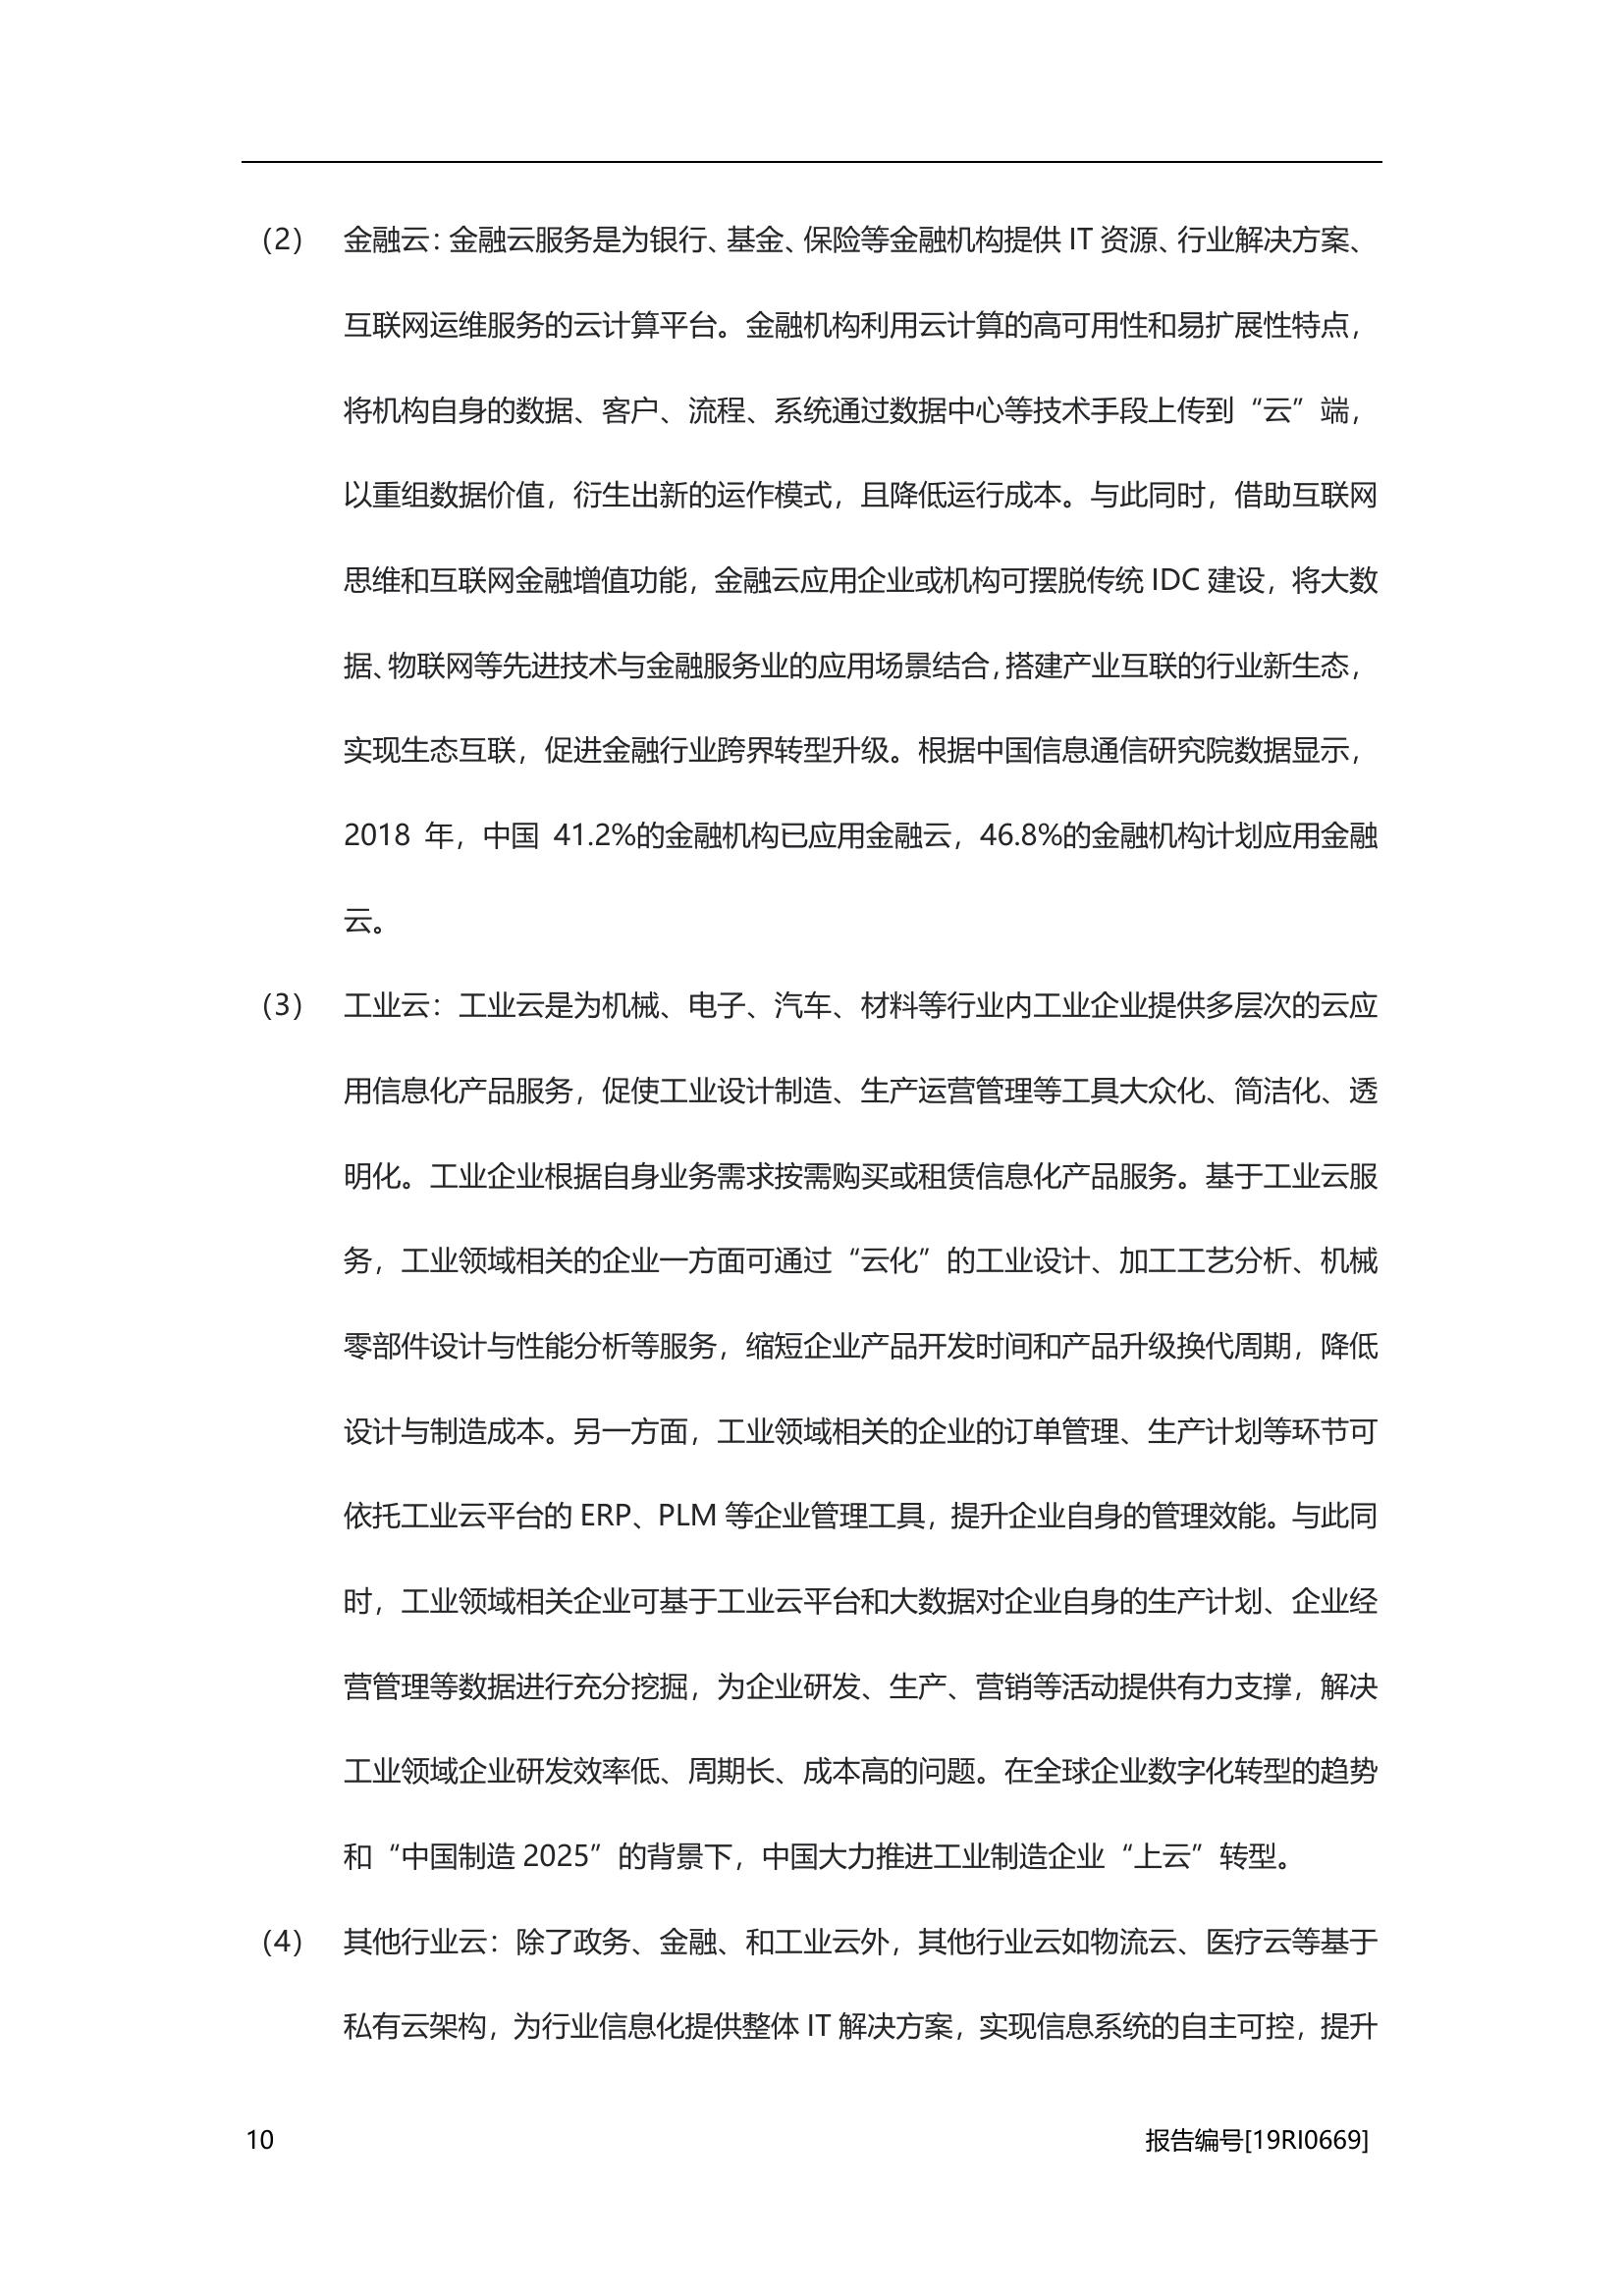 （2） 金融云：金融云服务是为银行、基金、保险等金融机构提供 IT 资源、行业解决方案、
互联网运维服务的云计算平台。金融机构利用云计算的高可用性和易扩展性特点，
将机构自身的数据、客户、流程、系统通过数据中心等技术手段上传到“云”端，
以重组数据价值，衍生出新的运作模式，且降低运行成本。与此同时，借助互联网
思维和互联网金融增值功能，金融云应用企业或机构可摆脱传统 IDC 建设，将大数
据、物联网等先进技术与金融服务业的应用场景结合，搭建产业互联的行业新生态，
实现生态互联，促进金融行业跨界转型升级。根据中国信息通信研究院数据显示，
2018 年，中国 41.2%的金融机构已应用金融云，46.8%的金融机构计划应用金融
云。
（3） 工业云：工业云是为机械、电子、汽车、材料等行业内工业企业提供多层次的云应
用信息化产品服务，促使工业设计制造、生产运营管理等工具大众化、简洁化、透
明化。工业企业根据自身业务需求按需购买或租赁信息化产品服务。基于工业云服
务，工业领域相关的企业一方面可通过“云化”的工业设计、加工工艺分析、机械
零部件设计与性能分析等服务，缩短企业产品开发时间和产品升级换代周期，降低
设计与制造成本。另一方面，工业领域相关的企业的订单管理、生产计划等环节可
依托工业云平台的 ERP、PLM 等企业管理工具，提升企业自身的管理效能。与此同
时，工业领域相关企业可基于工业云平台和大数据对企业自身的生产计划、企业经
营管理等数据进行充分挖掘，为企业研发、生产、营销等活动提供有力支撑，解决
工业领域企业研发效率低、周期长、成本高的问题。在全球企业数字化转型的趋势
和“中国制造 2025”的背景下，中国大力推进工业制造企业“上云”转型。
（4） 其他行业云：除了政务、金融、和工业云外，其他行业云如物流云、医疗云等基于
私有云架构，为行业信息化提供整体 IT 解决方案，实现信息系统的自主可控，提升
10 报告编号[19RI0669]